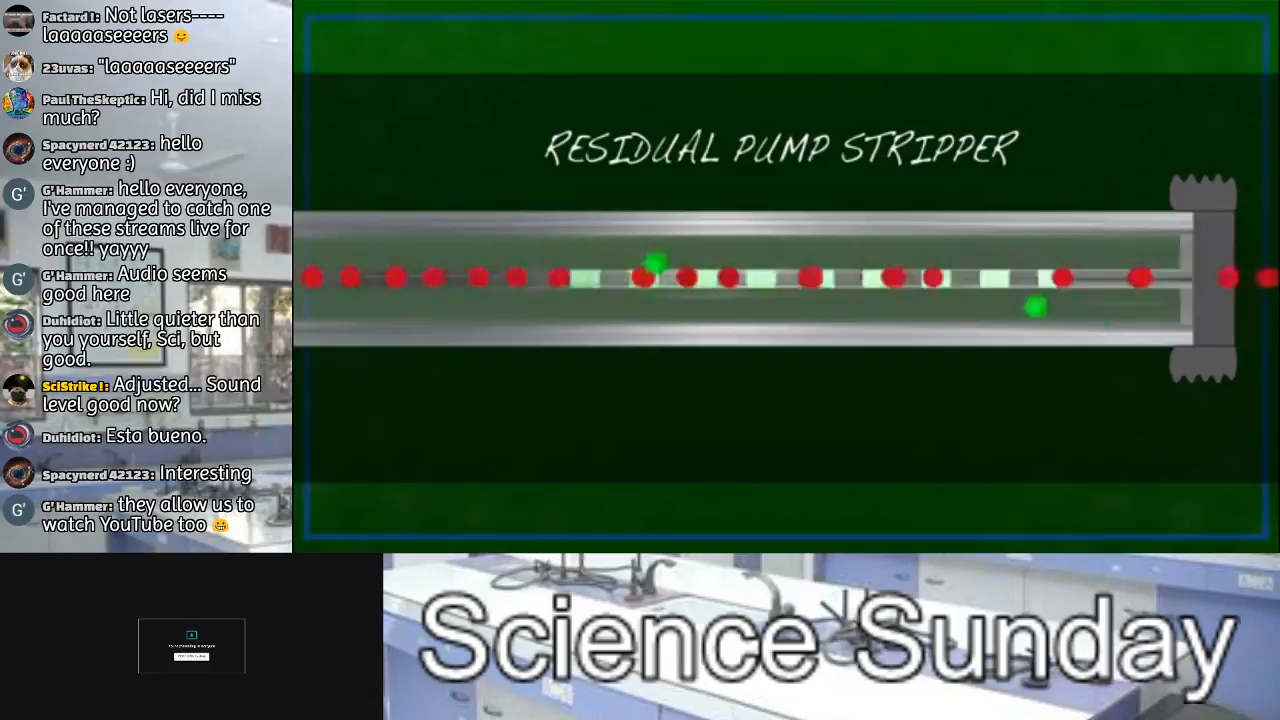 Factard!: Not lasers----
laaaaaseeeers 😛
23uvas: "laaaaaseeeers"
PaulTheSkeptic: Hi, did I miss
much?
Spacynerd42123: hello
everyone :)
G' Hammer: hello everyone,
I've managed to catch one
of these streams live for
once!! yayyy
G' Hammer: Audio seems
good here
DuhIdiot: Little quieter than
you yourself, Sci, but
good.
SciStrike!: Adjusted... Sound
level good now?
DuhIdiot: Esta bueno.
Spacynerd42123: Interesting
G' Hammer: they allow us to
watch YouTube too 😀
G'
G'
G'
RESIDUAL PUMP STRIPPER
Science Sunday